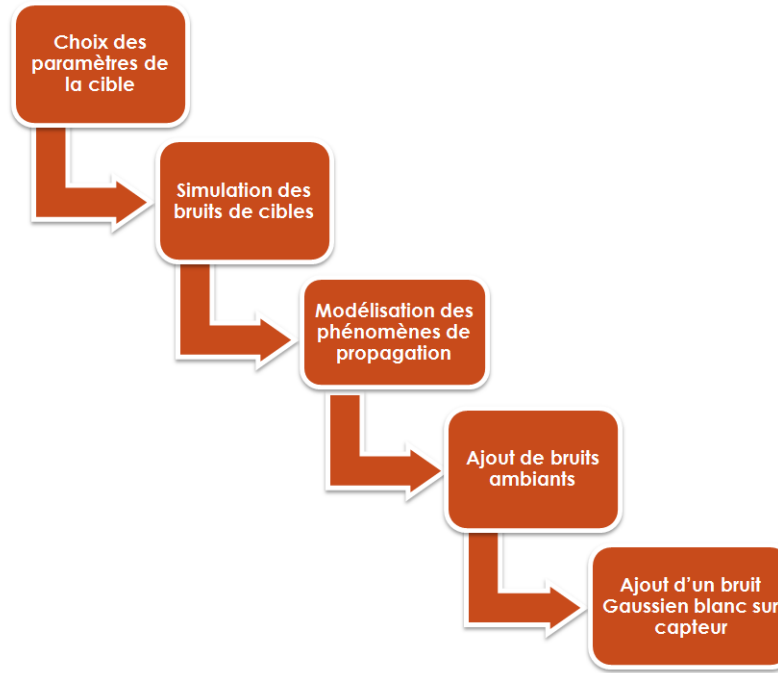 Choix des
paramètres de
la cible
Simulation des
bruits de cibles
Modélisation des
phénomènes de
propagation
Ajout de bruits
ambiants
Ajout d’un bruit
Gaussien blanc sur
capteur